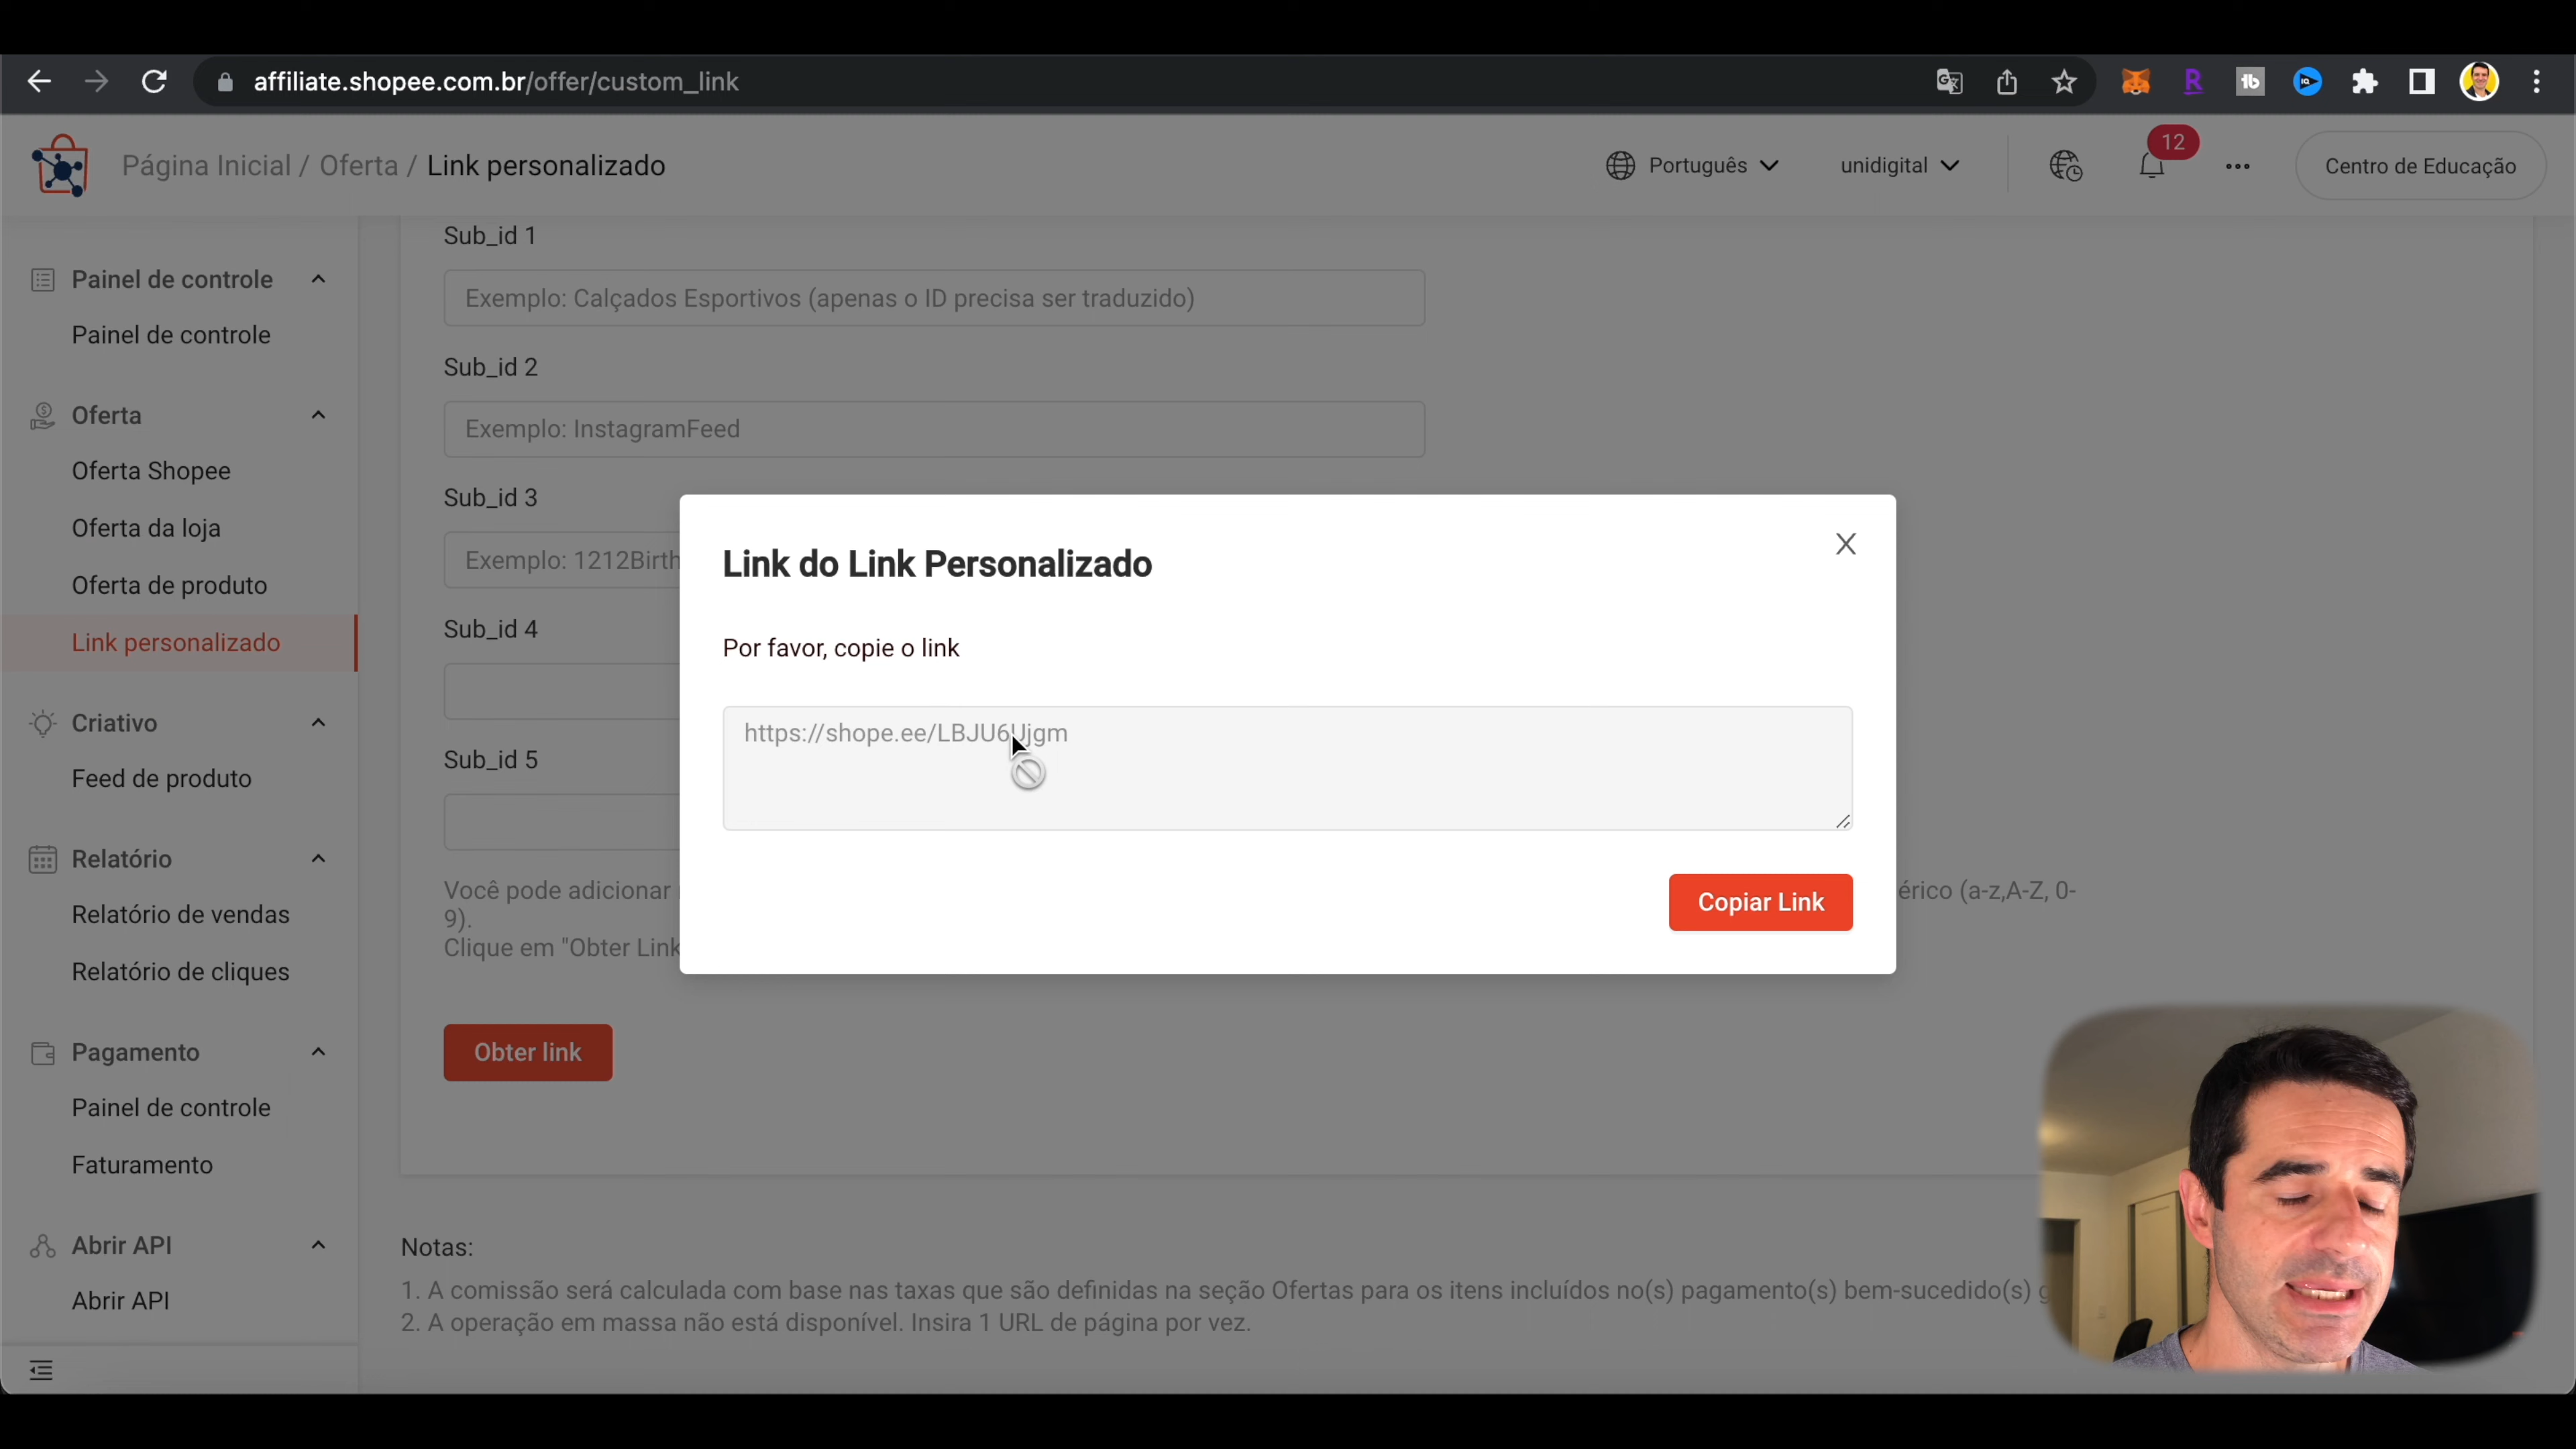 affiliate.shopee.com.br/offer/custom_link
Página Inicial / Oferta / Link personalizado
Português
unidigital
12
Centro de Educação
Painel de controle
Painel de controle
Oferta
Oferta Shopee
Oferta da loja
Oferta de produto
Link personalizado
Criativo
Feed de produto
Relatório
Relatório de vendas
Relatório de cliques
Pagamento
Painel de controle
Faturamento
Abrir API
Abrir API
Sub_id 1
Exemplo: Calçados Esportivos (apenas o ID precisa ser traduzido)
Sub_id 2
Exemplo: InstagramFeed
Sub_id 3
Exemplo: 1212Birth
Sub_id 4
Sub_id 5
Você pode adicionar
érico (a-z,A-Z, 0-
9).
Clique em "Obter Link
Obter link
Link do Link Personalizado
Por favor, copie o link
https://shope.ee/LBJU6Ujgm
Copiar Link
Notas:
1. A comissão será calculada com base nas taxas que são definidas na seção Ofertas para os itens incluídos no(s) pagamento(s) bem-sucedido(s)
2. A operação em massa não está disponível. Insira 1 URL de página por vez.